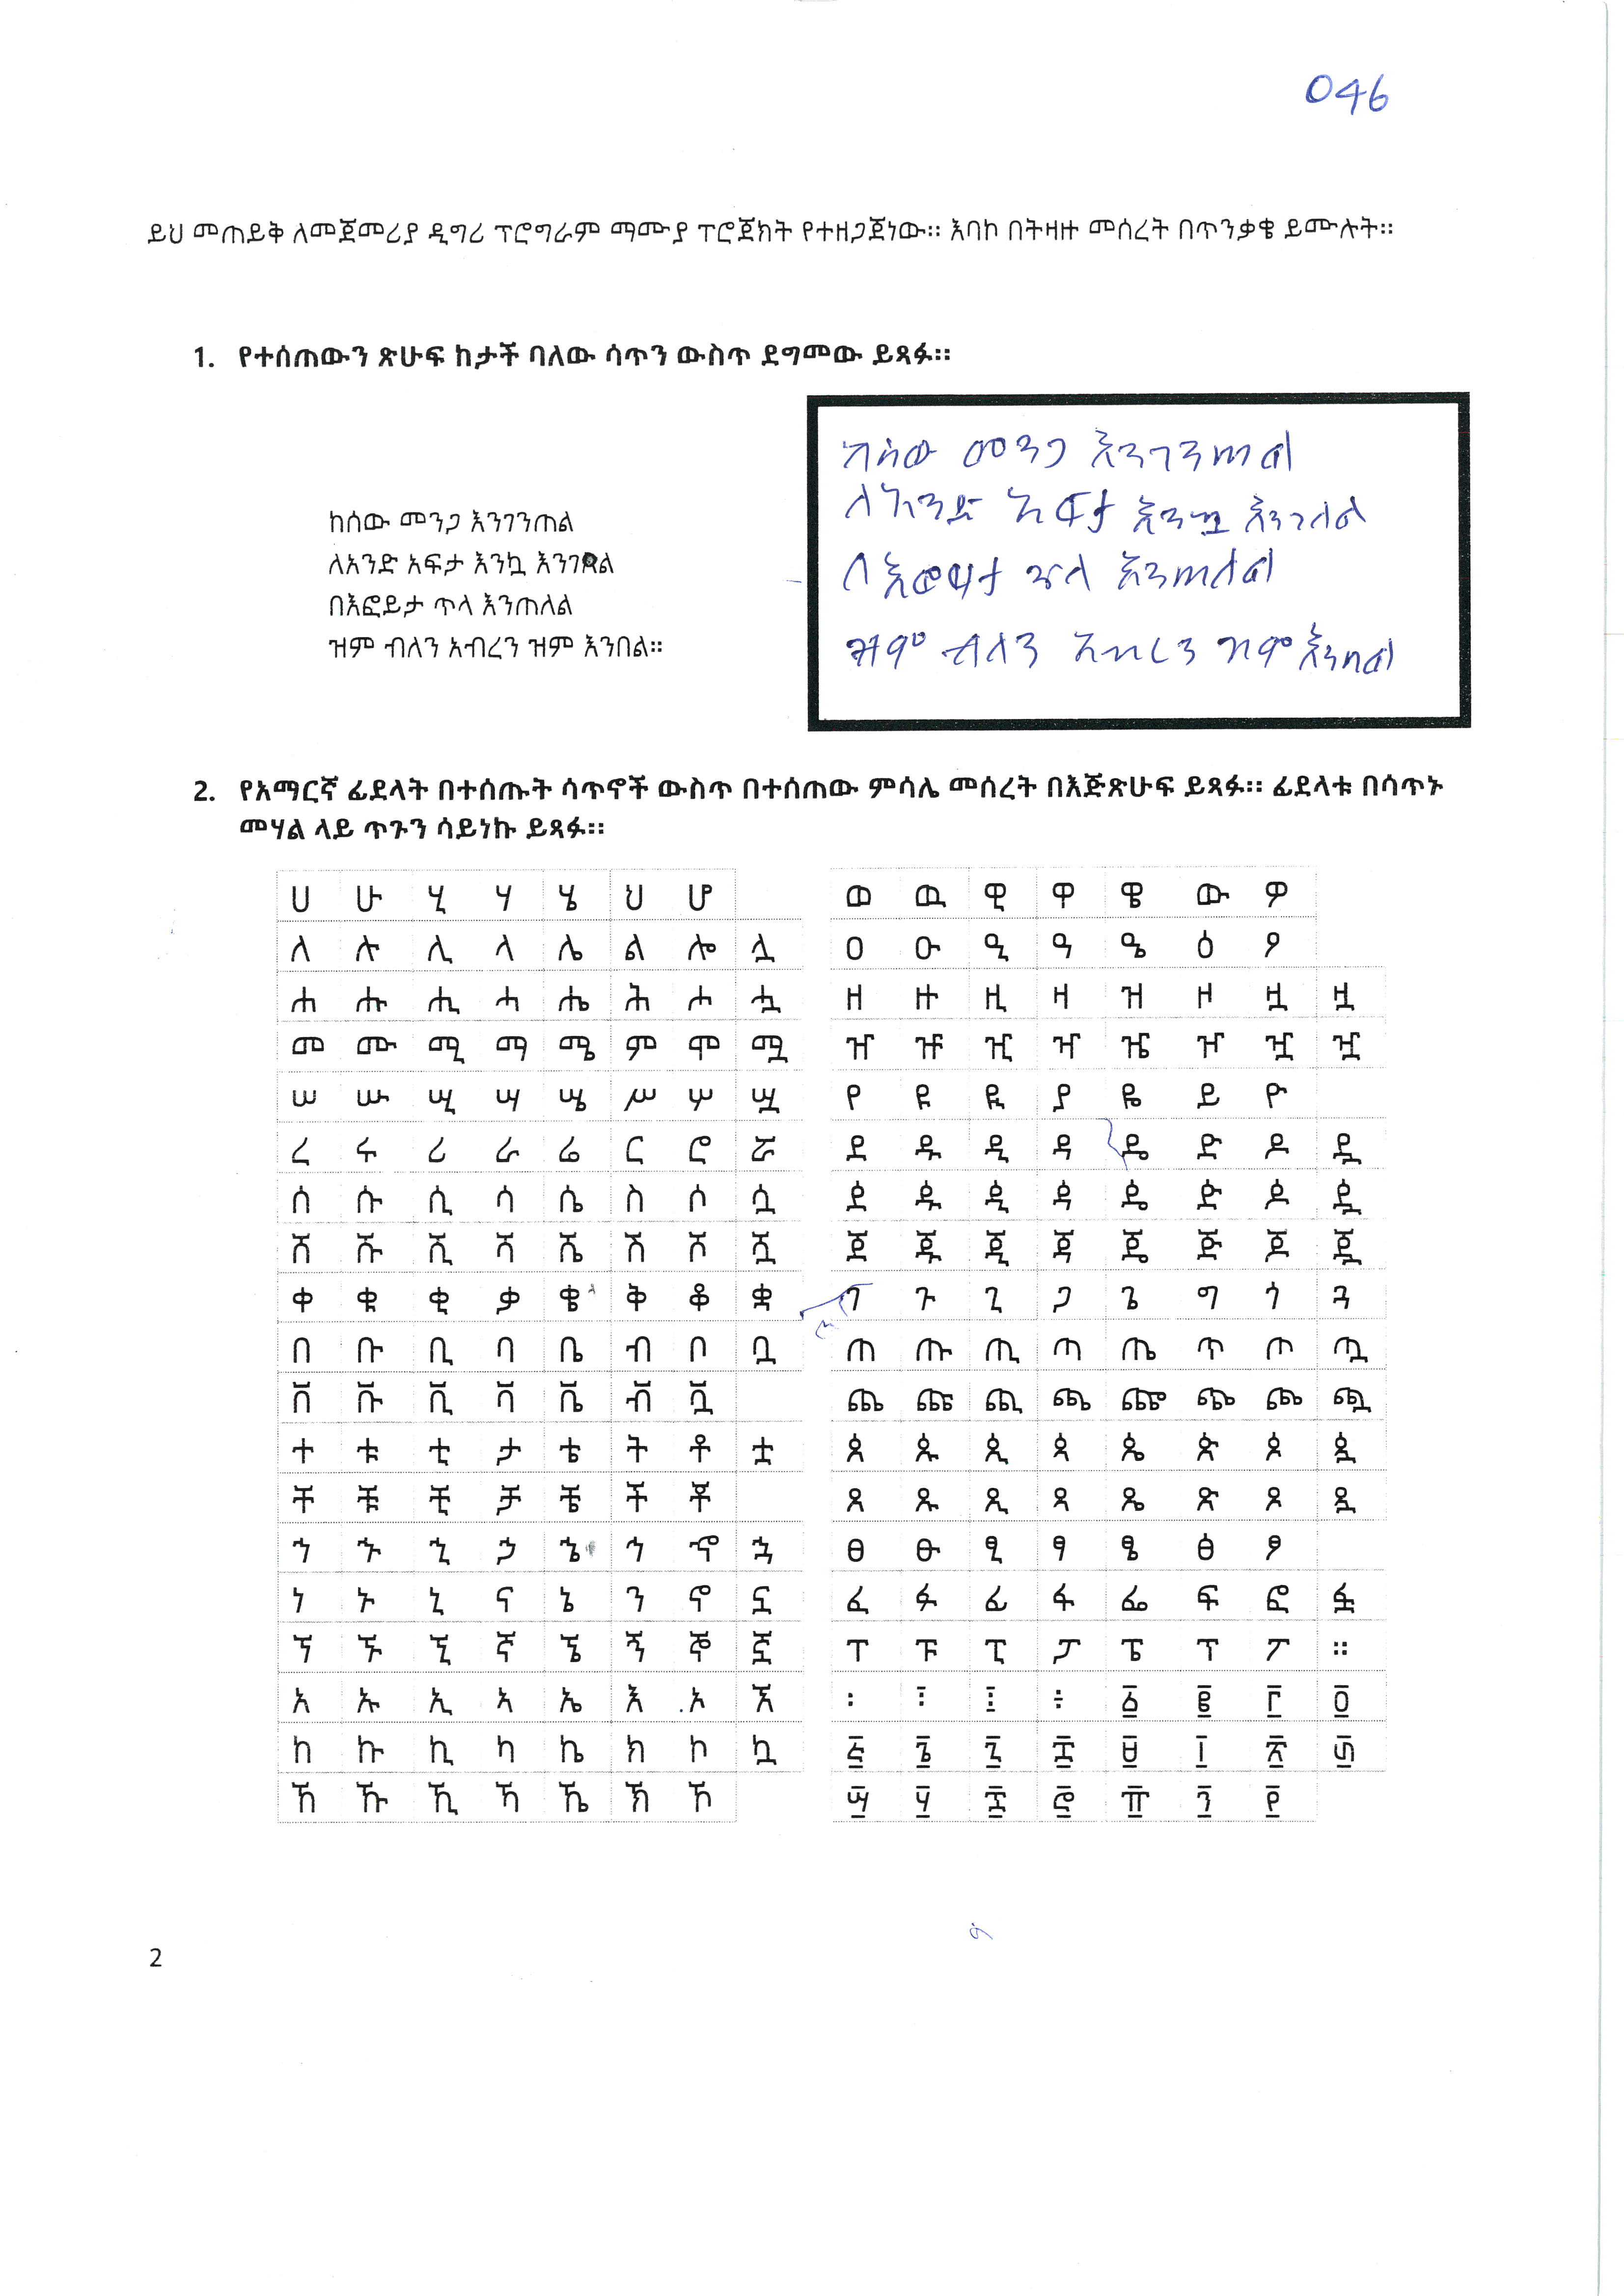 046
ይህ መጠይቅ ለመጀመሪያ ዲግሪ ፕሮግራም ማሙያ ፕሮጀክት የተዘጋጀነው። እባኮ በትዛዙ መሰረት በጥንቃቄ ይሙሉት።
1. የተሰጠውን ጽሁፍ ከታች ባለው ሳጥን ውስጥ ደግመው ይጻፉ።
ከሰው መንጋ እንገንጠል
ለአንድ አፍታ እንኳ እንገለል
በእፎይታ ጥላ እንጠለል
ዝም ብለን አብረን ዝም እንበል።
ከሰው መንጋ እንገንጠል
ለአንድ አፍታ እንኳ እንገለል
ጥላ እንጠለል
ዝም ብለን አብረን ዝም እንበል
2. የአማርኛ ፊደላት በተሰጡት ሳጥኖች ውስጥ በተሰጠው ምሳሌ መሰረት በእጅጽሁፍ ይጻፉ። ፊደላቱ በሳጥኑ
መሃል ላይ ጥጉን ሳይነኩ ይጻፉ።
ሀ ሁ ሂ ሃ ሄ ህ ሆ
ለ ሉ ሊ ላ ሌ ል ሎ ሏ
ሐ ሑ ሒ ሓ ሔ ሕ ሖ ሗ
መ ሙ ሚ ማ ሜ ም ሞ ሟ
ሠ ሡ ሢ ሣ ሤ ሥ ሦ ሧ
ረ ሩ ሪ ራ ሬ ር ሮ ሯ
ሰ ሱ ሲ ሳ ሴ ስ ሶ ሷ
ሸ ሹ ሺ ሻ ሼ ሽ ሾ ሿ
ቀ ቁ ቂ ቃ ቄ ቅ ቆ ቋ
በ ቡ ቢ ባ ቤ ብ ቦ ቧ
ቨ ቩ ቪ ቫ ቬ ቭ ቯ
ተ ቱ ቲ ታ ቴ ት ቶ ቷ
ቸ ቹ ቺ ቻ ቼ ች ቾ
ኀ ኁ ኂ ኃ ኄ ኅ ኆ ኋ
ነ ኑ ኒ ና ኔ ን ኖ ኗ
ኘ ኙ ኚ ኛ ኜ ኝ ኞ ኟ
አ ኡ ኢ ኣ ኤ እ ኦ ኧ
ከ ኩ ኪ ካ ኬ ክ ኮ ኳ
ኸ ኹ ኺ ኻ ኼ ኽ ኾ
ወ ዉ ዊ ዋ ዌ ው ዎ
ዐ ዑ ዒ ዓ ዔ ዕ ዖ
ዘ ዙ ዚ ዛ ዝ ዞ ዟ ዟ
ዠ ዡ ዢ ዣ ዤ ዥ ዧ ዧ
የ ዩ ዪ ያ ዬ ይ ዮ
ደ ዱ ዲ ዳ ዴ ድ ዶ ዷ
ዸ ዹ ዺ ዻ ዼ ዽ ዾ ዿ
ጀ ጁ ጂ ጃ ጄ ጅ ጆ ጇ
ገ ጉ ጊ ጋ ጌ ግ ጎ ጓ
ጠ ጡ ጢ ጣ ጤ ጥ ጦ ጧ
ጨ ጩ ጪ ጫ ጬ ጭ ጮ ጯ
ጰ ጱ ጲ ጳ ጴ ጵ ጶ ጷ
ጸ ጹ ጺ ጻ ጼ ጽ ጾ ጿ
ፀ ፁ ፂ ፃ ፄ ፅ ፆ
ፈ ፉ ፊ ፋ ፌ ፍ ፎ ፏ
ፐ ፑ ፒ ፓ ፔ ፕ ፖ ።
፡ ፣ ፤ ÷ ፩ ፪ ፫ ፬
፭ ፮ ፯ ፰ ፱ ፲ ፳ ፴
፵ ፶ ፷ ፸ ፹ ፺ ፻
2